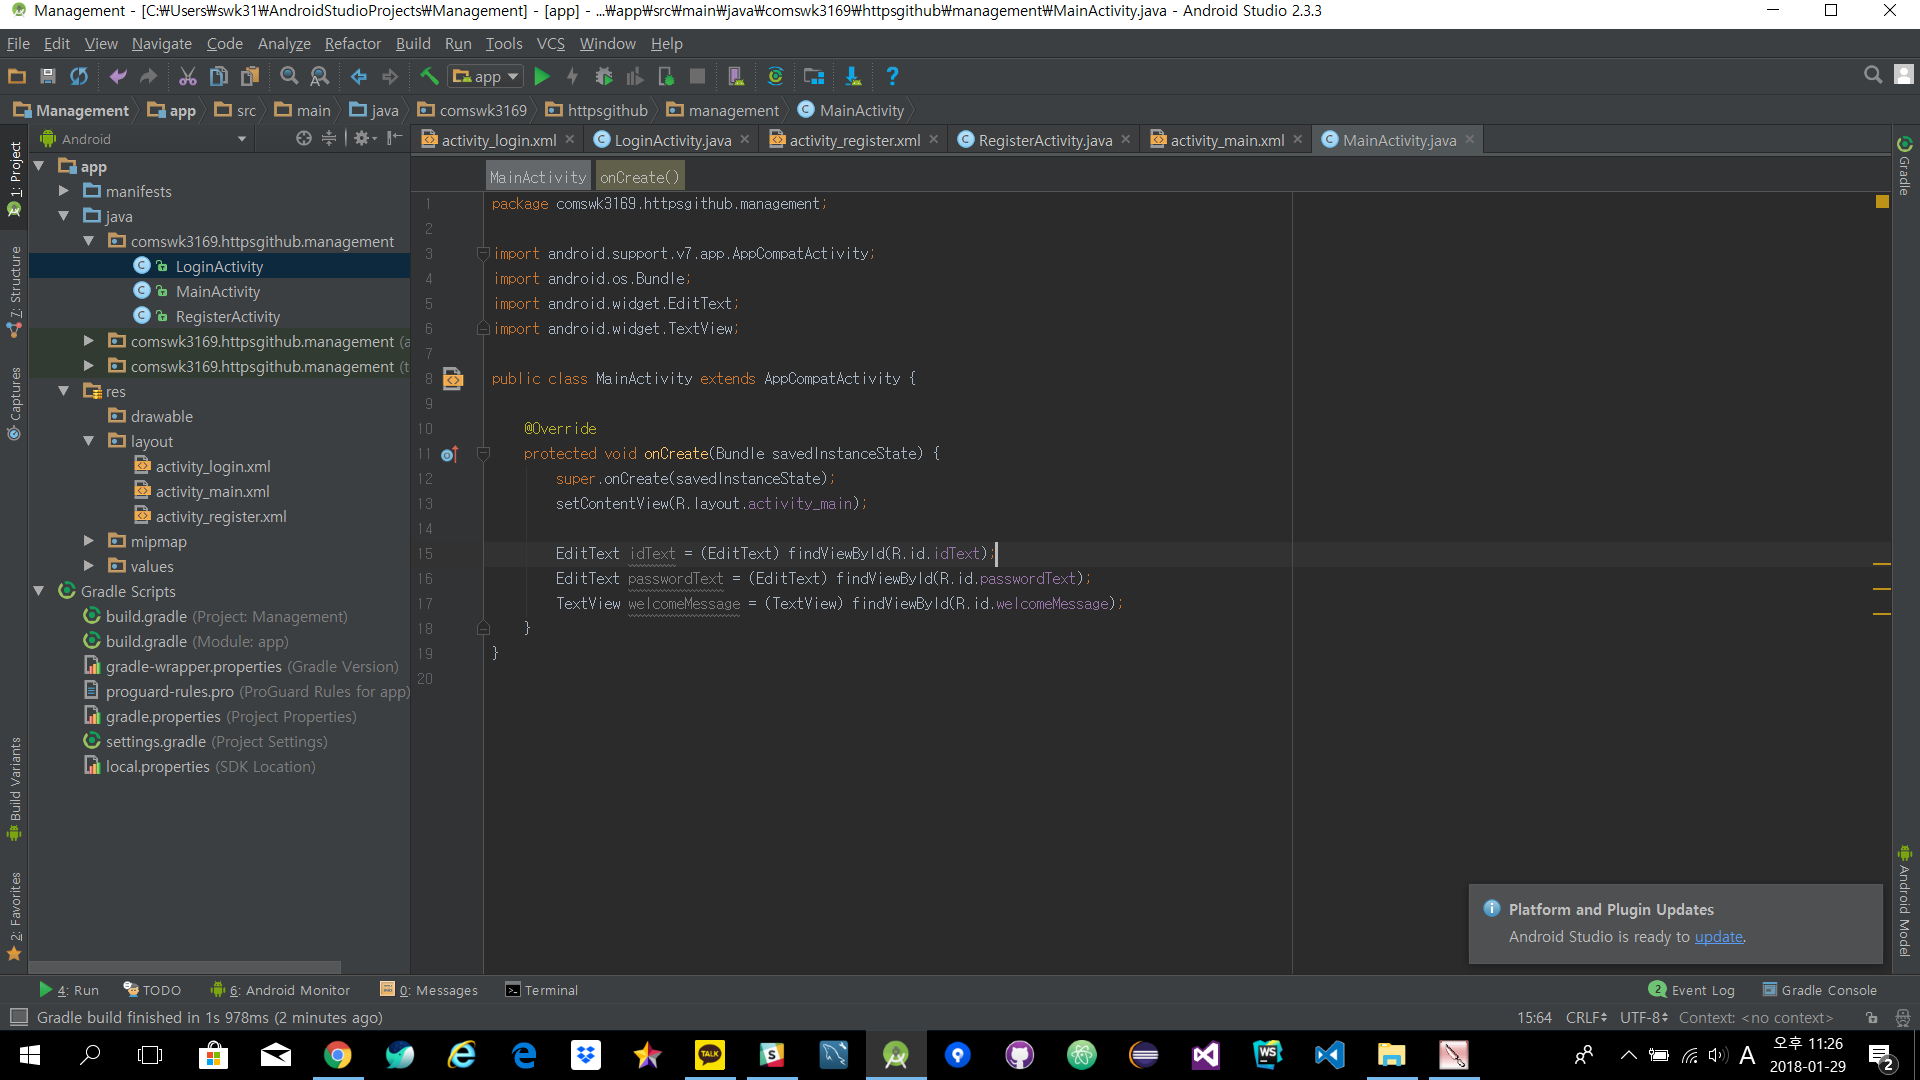 Management - [C:₩Users₩swk31₩AndroidStudioProjects₩Management] - [app] - ...₩app₩src₩main₩java₩comswk3169₩httpsgithub₩management₩MainActivity.java - Android Studio 2.3.3
File Edit View Navigate Code Analyze Refactor Build Run Tools VCS Window Help
app
Management app src main java comswk3169 httpsgithub management MainActivity
Android
activity_login.xml LoginActivity.java activity_register.xml RegisterActivity.java activity_main.xml MainActivity.java
MainActivity onCreate()
1: Project
7: Structure
Captures
Build Variants
2: Favorites
app
manifests
java
comswk3169.httpsgithub.management
LoginActivity
MainActivity
RegisterActivity
comswk3169.httpsgithub.management (a
comswk3169.httpsgithub.management (t
res
drawable
layout
activity_login.xml
activity_main.xml
activity_register.xml
mipmap
values
Gradle Scripts
build.gradle (Project: Management)
build.gradle (Module: app)
gradle-wrapper.properties (Gradle Version)
proguard-rules.pro (ProGuard Rules for app)
gradle.properties (Project Properties)
settings.gradle (Project Settings)
local.properties (SDK Location)
1 package comswk3169.httpsgithub.management;
2
3 import android.support.v7.app.AppCompatActivity;
4 import android.os.Bundle;
5 import android.widget.EditText;
6 import android.widget.TextView;
7
8 public class MainActivity extends AppCompatActivity {
9
10 @Override
11 protected void onCreate(Bundle savedInstanceState) {
12 super.onCreate(savedInstanceState);
13 setContentView(R.layout.activity_main);
14
15 EditText idText = (EditText) findViewById(R.id.idText);
16 EditText passwordText = (EditText) findViewById(R.id.passwordText);
17 TextView welcomeMessage = (TextView) findViewById(R.id.welcomeMessage);
18 }
19 }
20
Gradle
Android Model
Platform and Plugin Updates
Android Studio is ready to update.
4: Run TODO 6: Android Monitor 0: Messages Terminal 2 Event Log Gradle Console
Gradle build finished in 1s 978ms (2 minutes ago) 15:64 CRLF UTF-8 Context: <no context>
TALK
WS
A
오후 11:26
2018-01-29
2